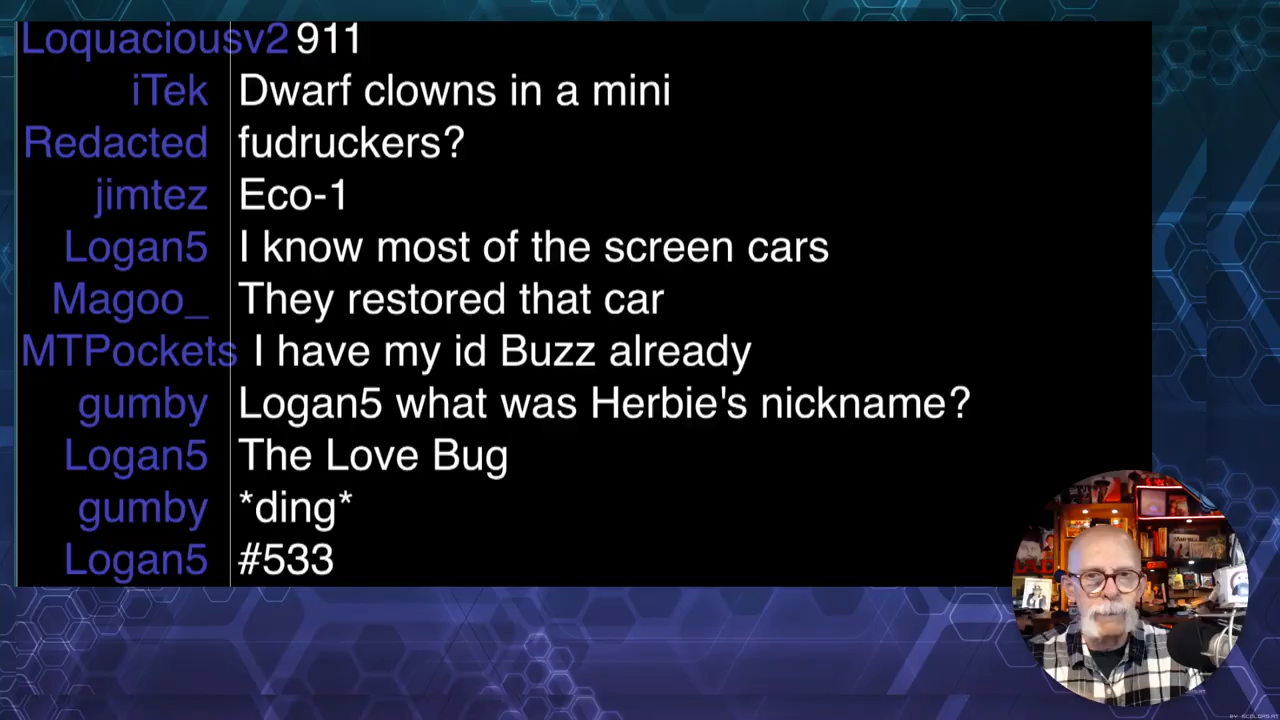 Loquaciousv2 911
iTek Dwarf clowns in a mini
Redacted fudruckers?
jimtez Eco-1
Logan5 I know most of the screen cars
Magoo_ They restored that car
MTPockets I have my id Buzz already
gumby Logan5 what was Herbie's nickname?
Logan5 The Love Bug
gumby *ding*
Logan5 #533